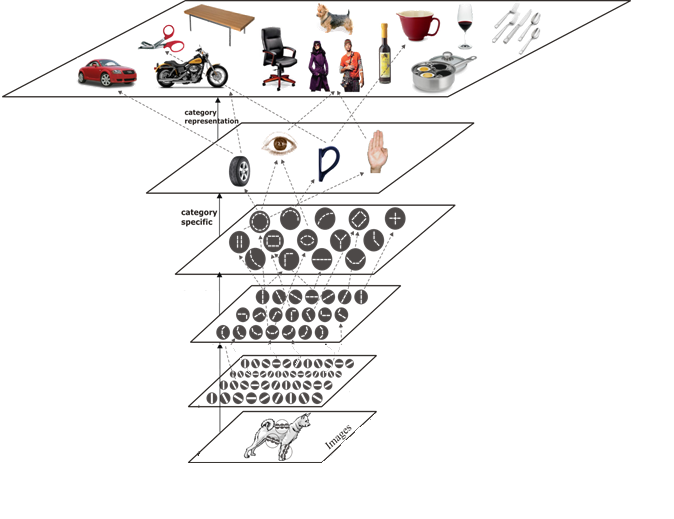 category
representation
category
specific
Images